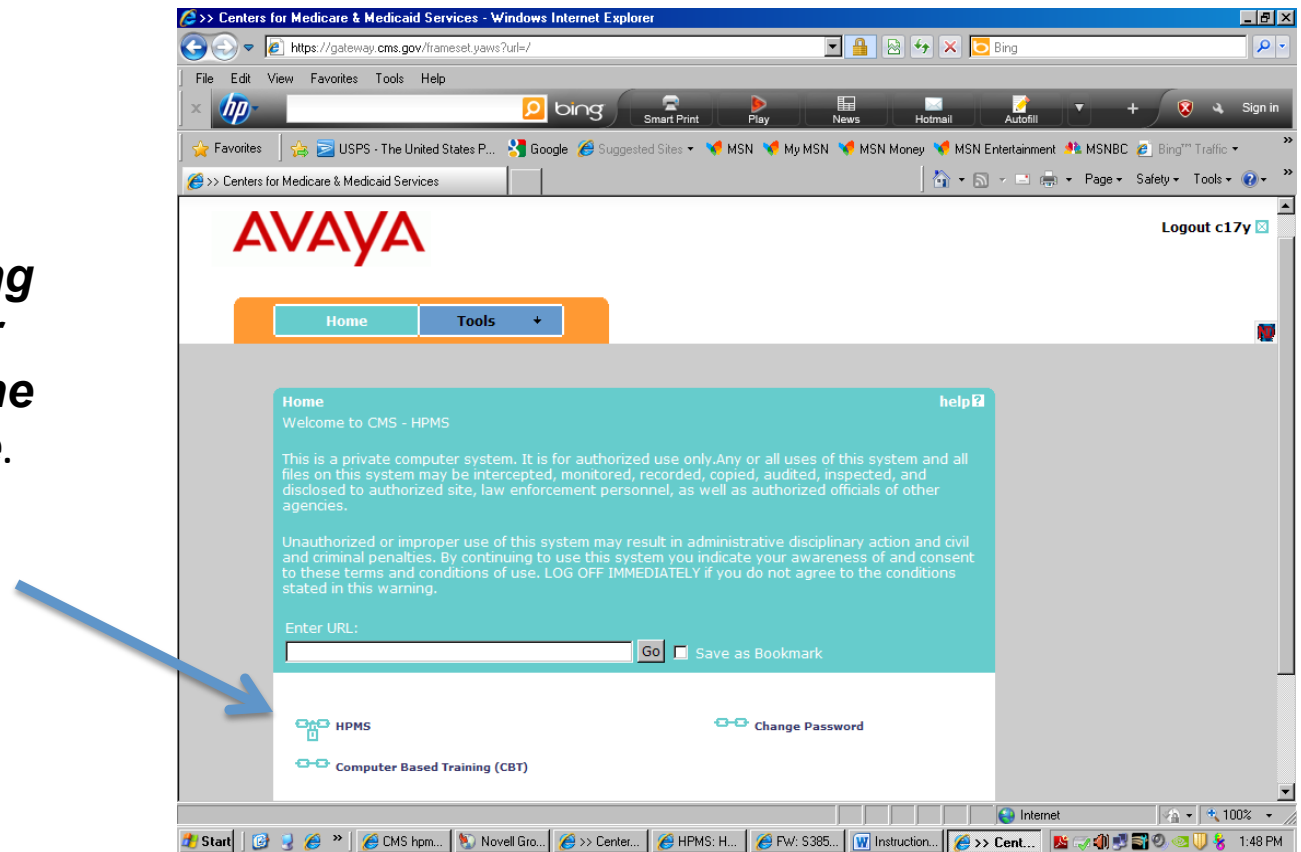 >> Centers for Medicare & Medicaid Services - Windows Internet Explorer
https://gateway.cms.gov/frameset.yaws?url=/
Bing
File Edit View Favorites Tools Help
x hp bing Smart Print Play News Hotmail Autofill + Sign in
Favorites USPS - The United States P... Google Suggested Sites MSN My MSN MSN Money MSN Entertainment MSNBC Bing™ Traffic »
>> Centers for Medicare & Medicaid Services
Page Safety Tools »
AVAYA
Logout c17y
Home Tools
Home help?
Welcome to CMS - HPMS
This is a private computer system. It is for authorized use only.Any or all uses of this system and all
files on this system may be intercepted, monitored, recorded, copied, audited, inspected, and
disclosed to authorized site, law enforcement personnel, as well as authorized officials of other
agencies.
Unauthorized or improper use of this system may result in administrative disciplinary action and civil
and criminal penalties. By continuing to use this system you indicate your awareness of and consent
to these terms and conditions of use. LOG OFF IMMEDIATELY if you do not agree to the conditions
stated in this warning.
Enter URL:
Go Save as Bookmark
HPMS Change Password
Computer Based Training (CBT)
Internet 100%
Start » CMS hpm... Novell Gro... >> Center... HPMS: H... FW: S385... Instruction... >> Cent... 1:48 PM